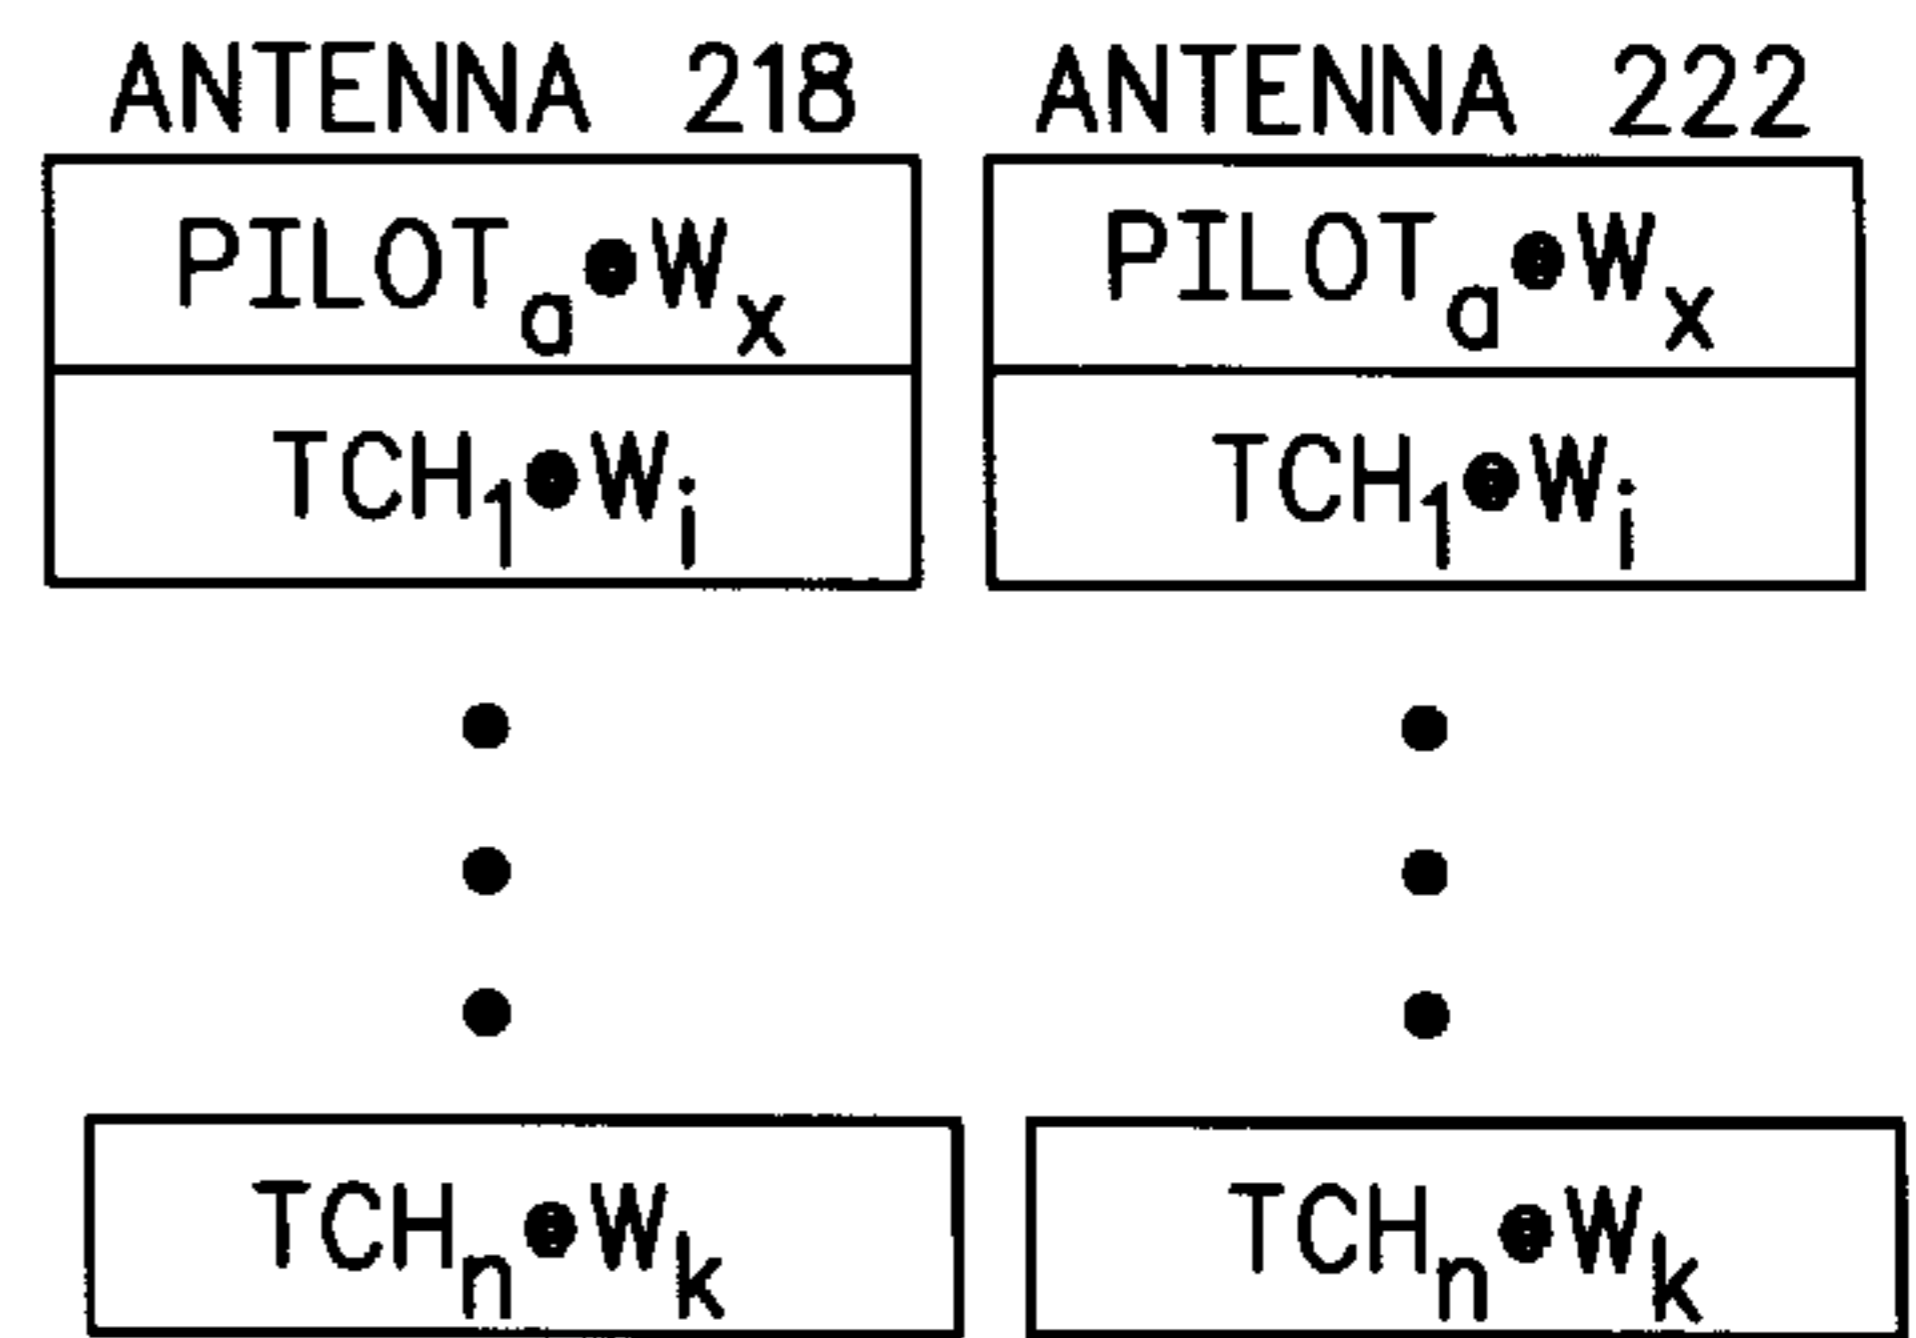 ANTENNA 218 ANTENNA 222
PILOTₐ●Wₓ PILOTₐ●Wₓ
TCH₁●Wᵢ TCH₁●Wᵢ
TCHₙ●Wₖ TCHₙ●Wₖ